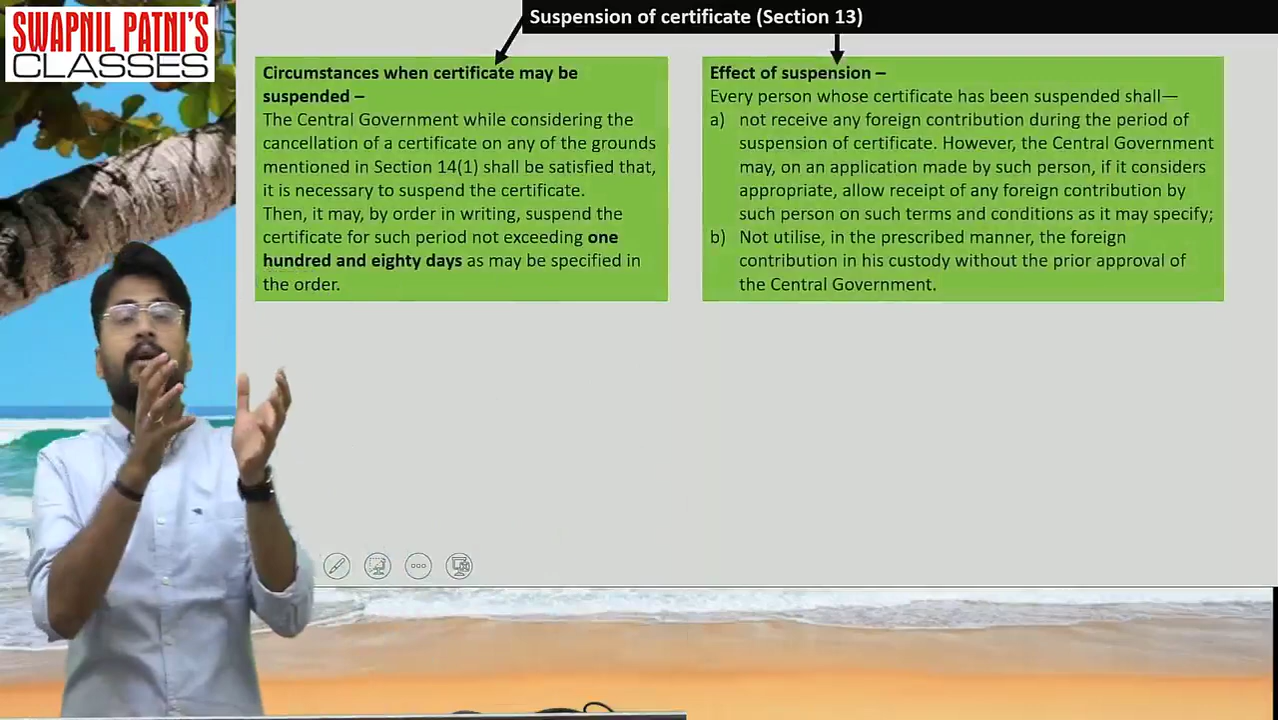 SWAPNIL PATNI'S
CLASSES
Suspension of certificate (Section 13)
Circumstances when certificate may be
suspended –
The Central Government while considering the
cancellation of a certificate on any of the grounds
mentioned in Section 14(1) shall be satisfied that,
it is necessary to suspend the certificate.
Then, it may, by order in writing, suspend the
certificate for such period not exceeding one
hundred and eighty days as may be specified in
the order.
Effect of suspension –
Every person whose certificate has been suspended shall—
a) not receive any foreign contribution during the period of
suspension of certificate. However, the Central Government
may, on an application made by such person, if it considers
appropriate, allow receipt of any foreign contribution by
such person on such terms and conditions as it may specify;
b) Not utilise, in the prescribed manner, the foreign
contribution in his custody without the prior approval of
the Central Government.